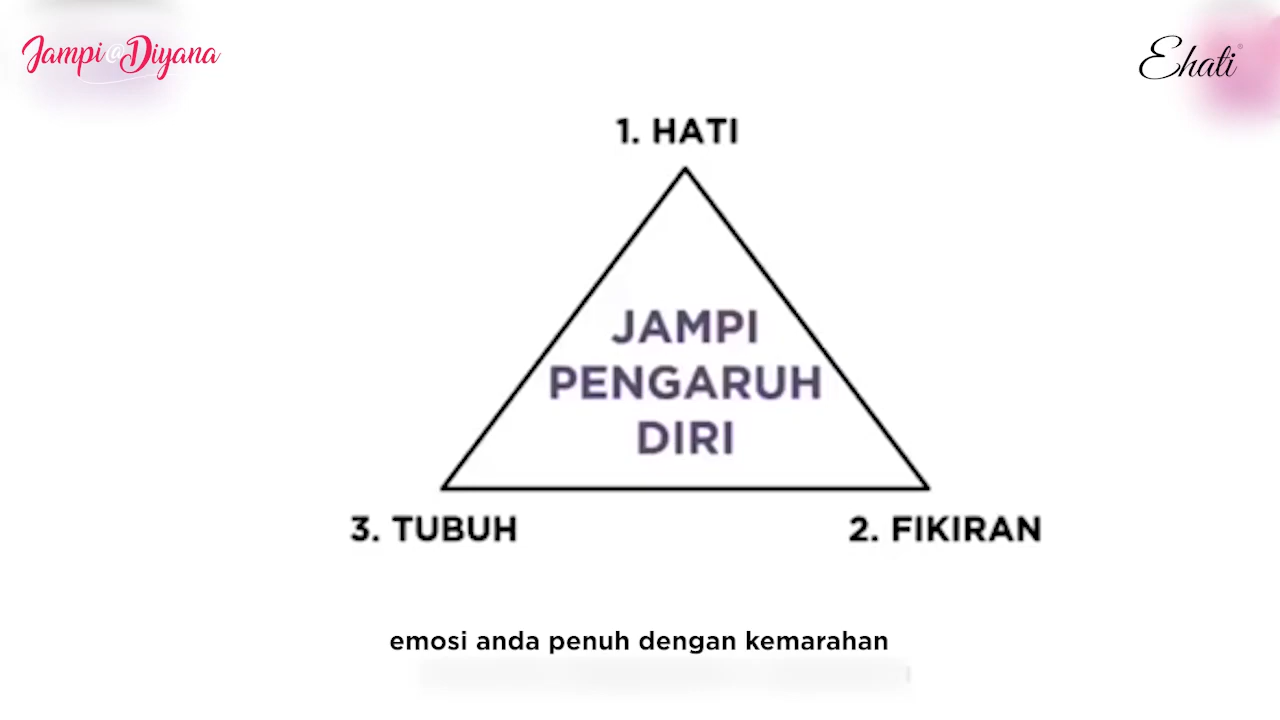 Jampi@Diyana
Ehati®
1. HATI
JAMPI
PENGARUH
DIRI
3. TUBUH
2. FIKIRAN
emosi anda penuh dengan kemarahan